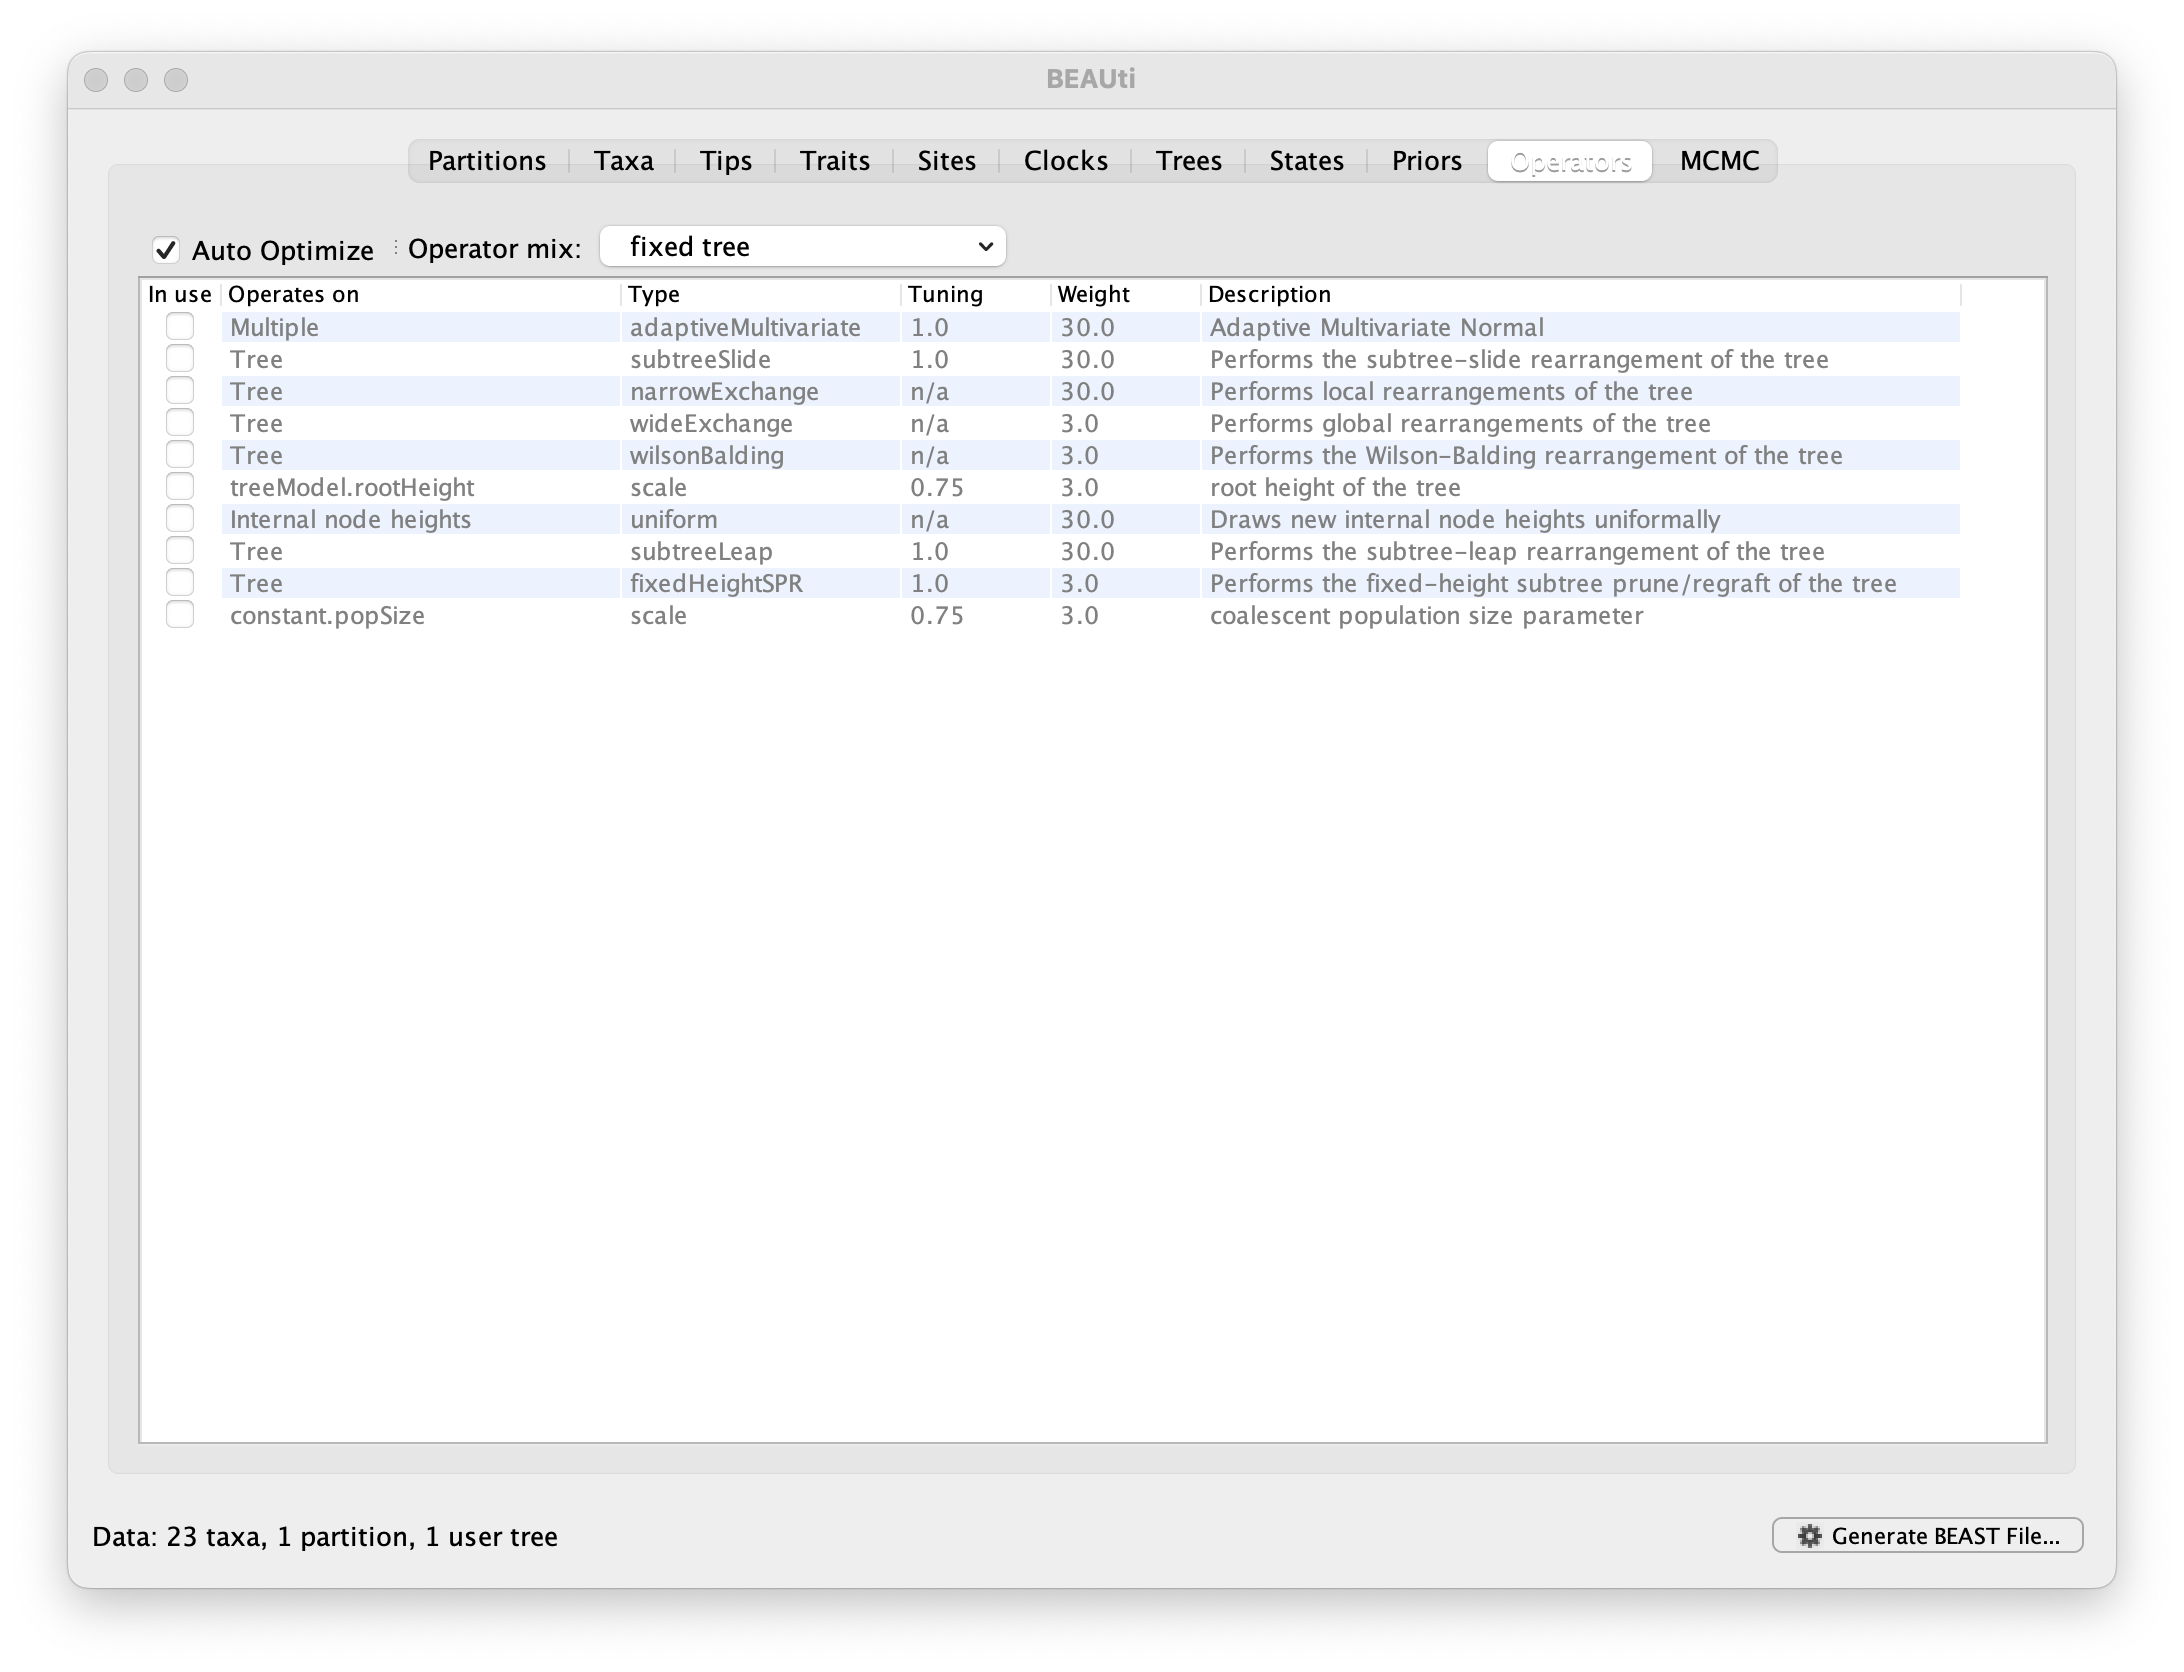 BEAUti
Partitions Taxa Tips Traits Sites Clocks Trees States Priors Operators MCMC
Auto Optimize Operator mix: fixed tree
In use Operates on Type Tuning Weight Description
Multiple adaptiveMultivariate 1.0 30.0 Adaptive Multivariate Normal
Tree subtreeSlide 1.0 30.0 Performs the subtree-slide rearrangement of the tree
Tree narrowExchange n/a 30.0 Performs local rearrangements of the tree
Tree wideExchange n/a 3.0 Performs global rearrangements of the tree
Tree wilsonBalding n/a 3.0 Performs the Wilson-Balding rearrangement of the tree
treeModel.rootHeight scale 0.75 3.0 root height of the tree
Internal node heights uniform n/a 30.0 Draws new internal node heights uniformally
Tree subtreeLeap 1.0 30.0 Performs the subtree-leap rearrangement of the tree
Tree fixedHeightSPR 1.0 3.0 Performs the fixed-height subtree prune/regraft of the tree
constant.popSize scale 0.75 3.0 coalescent population size parameter
Data: 23 taxa, 1 partition, 1 user tree
Generate BEAST File...